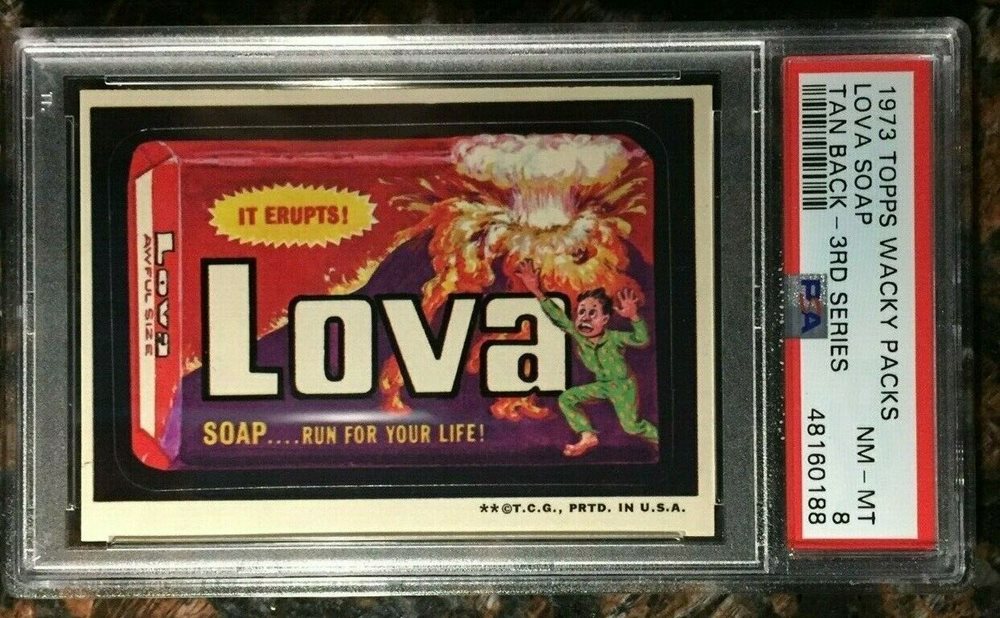 IT ERUPTS!
Lova
SOAP....RUN FOR YOUR LIFE!
Lova
AWFUL SIZE
**©T.C.G., PRTD. IN U.S.A.
1973 TOPPS WACKY PACKS
LOVA SOAP NM – MT
TAN BACK – 3RD SERIES 8
48160188
PSA